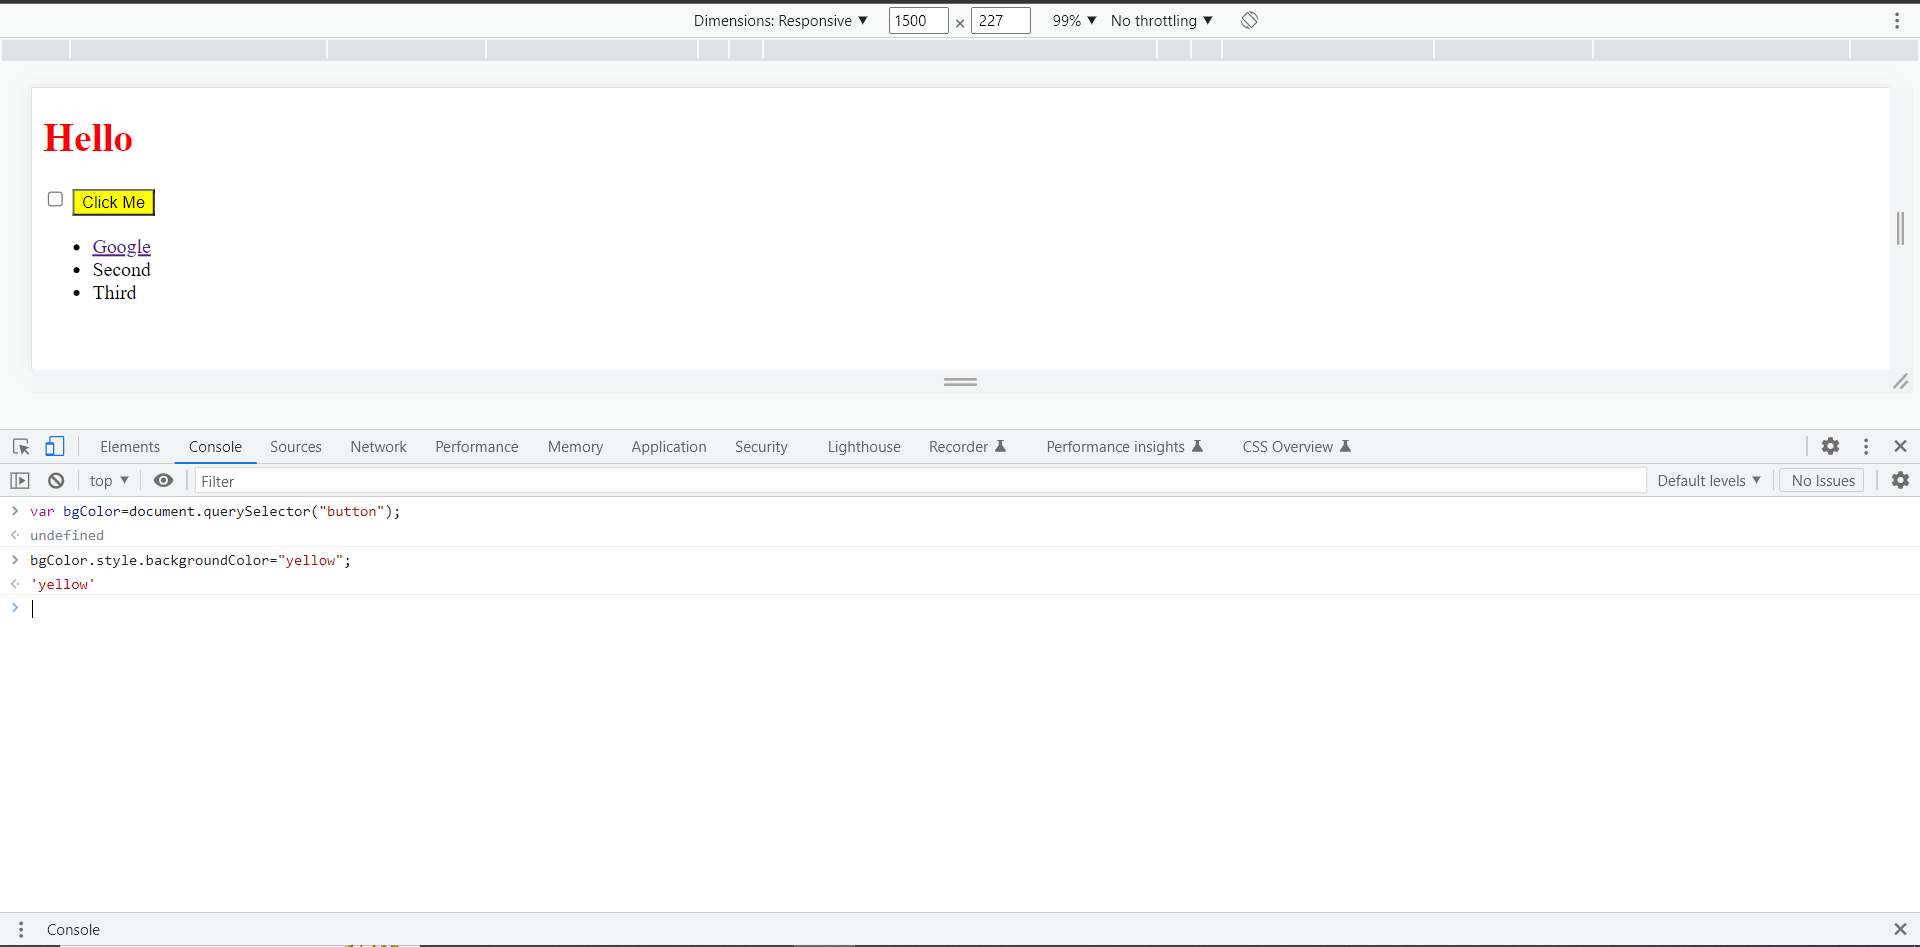 Dimensions: Responsive ▼ 1500 × 227 99% ▼ No throttling ▼
Hello
Click Me
• Google
• Second
• Third
Elements Console Sources Network Performance Memory Application Security Lighthouse Recorder Performance insights CSS Overview
top ▼ Filter Default levels ▼ No Issues
> var bgColor=document.querySelector("button");
undefined
> bgColor.style.backgroundColor="yellow";
'yellow'
>
Console